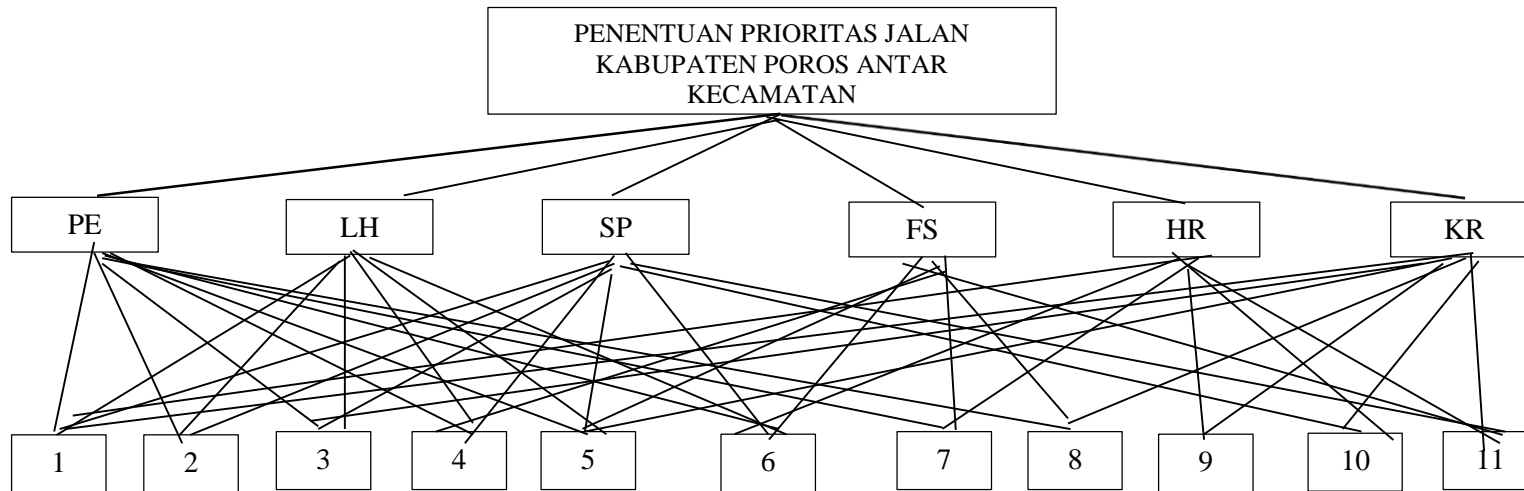 PENENTUAN PRIORITAS JALAN
KABUPATEN POROS ANTAR
KECAMATAN
PE
LH
SP
FS
HR
KR
1
2
3
4
5
6
7
8
9
10
11